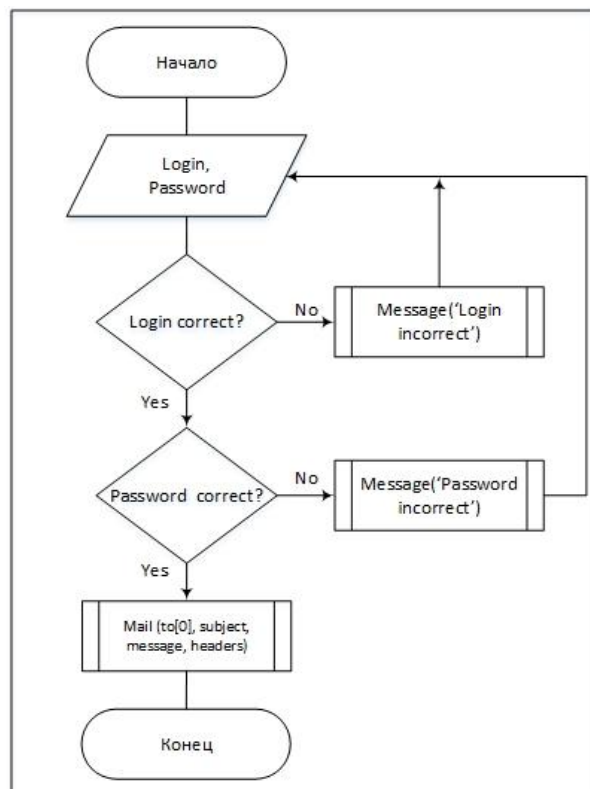 Начало
Login,
Password
Login correct?
No
Message(‘Login
incorrect’)
Yes
Password correct?
No
Message(‘Password
incorrect’)
Yes
Mail (to[0], subject,
message, headers)
Конец